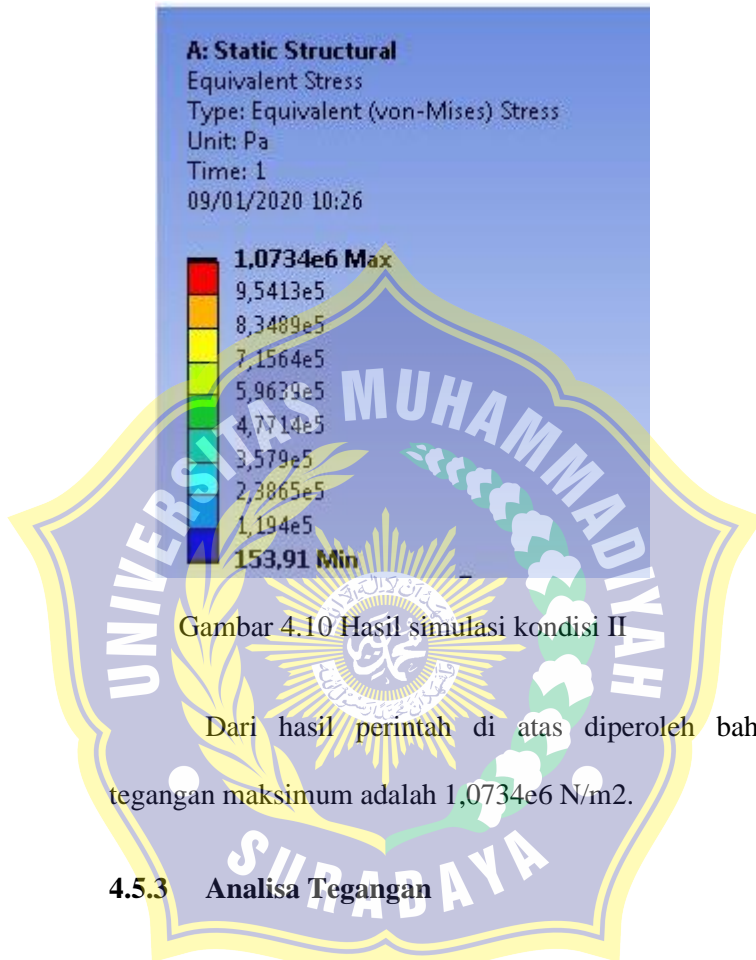 A: Static Structural
Equivalent Stress
Type: Equivalent (von-Mises) Stress
Unit: Pa
Time: 1
09/01/2020 10:26
1,0734e6 Max
9,5413e5
8,3489e5
7,1564e5
5,9639e5
4,7714e5
3,579e5
2,3865e5
1,194e5
153,91 Min
UNIVERSITAS MUHAMMADIYAH
Gambar 4.10 Hasil simulasi kondisi II
Dari hasil perintah di atas diperoleh bah
tegangan maksimum adalah 1,0734e6 N/m2.
SURABAYA
4.5.3 Analisa Tegangan